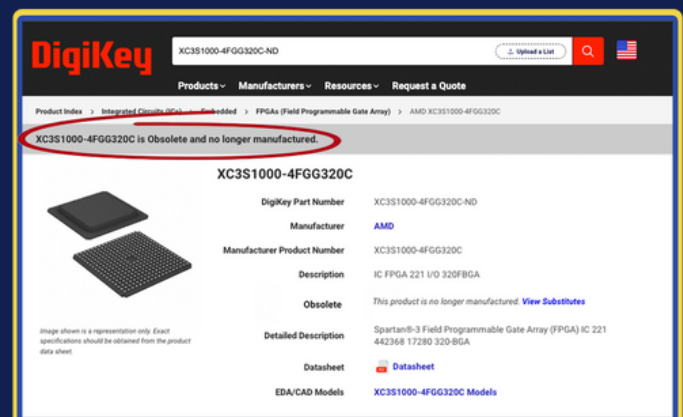 DigiKey
XC3S1000-4FGG320C-ND
Upload a List
Products Manufacturers Resources Request a Quote
Product Index > Integrated Circuits (ICs) > Embedded > FPGAs (Field Programmable Gate Array) > AMD XC3S1000-4FGG320C
XC3S1000-4FGG320C is Obsolete and no longer manufactured.
XC3S1000-4FGG320C
DigiKey Part Number XC3S1000-4FGG320C-ND
Manufacturer AMD
Manufacturer Product Number XC3S1000-4FGG320C
Description IC FPGA 221 I/O 320FBGA
Obsolete This product is no longer manufactured. View Substitutes
Image shown is a representation only. Exact
specifications should be obtained from the product
data sheet.
Detailed Description Spartan®-3 Field Programmable Gate Array (FPGA) IC 221
442368 17280 320-BGA
Datasheet Datasheet
EDA/CAD Models XC3S1000-4FGG320C Models